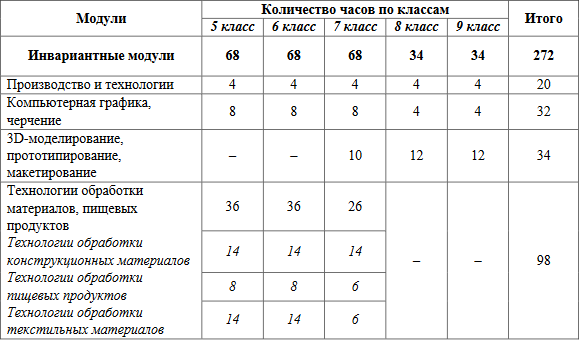 Модули Количество часов по классам Итого
5 класс 6 класс 7 класс 8 класс 9 класс
Инвариантные модули 68 68 68 34 34 272
Производство и технологии 4 4 4 4 4 20
Компьютерная графика,
черчение 8 8 8 4 4 32
3D-моделирование,
прототипирование,
макетирование – – 10 12 12 34
Технологии обработки
материалов, пищевых
продуктов 36 36 26 – – 98
Технологии обработки
конструкционных материалов 14 14 14
Технологии обработки
пищевых продуктов 8 8 6
Технологии обработки
текстильных материалов 14 14 6